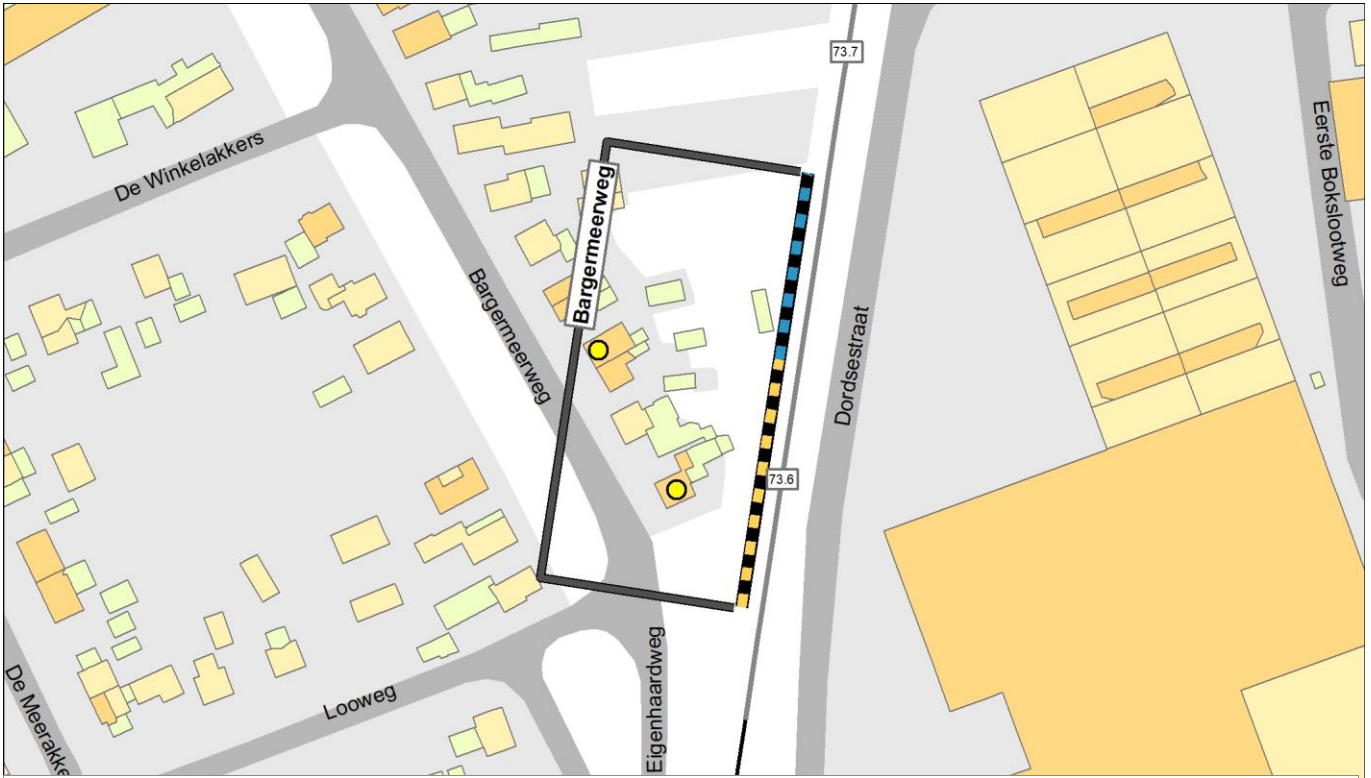 73.7
De Winkelakkers
Bargermeerweg
Eerste Bokslootweg
Bargermeerweg
Dordsestraat
73.6
Eigenhaardweg
Looweg
De Meerakke